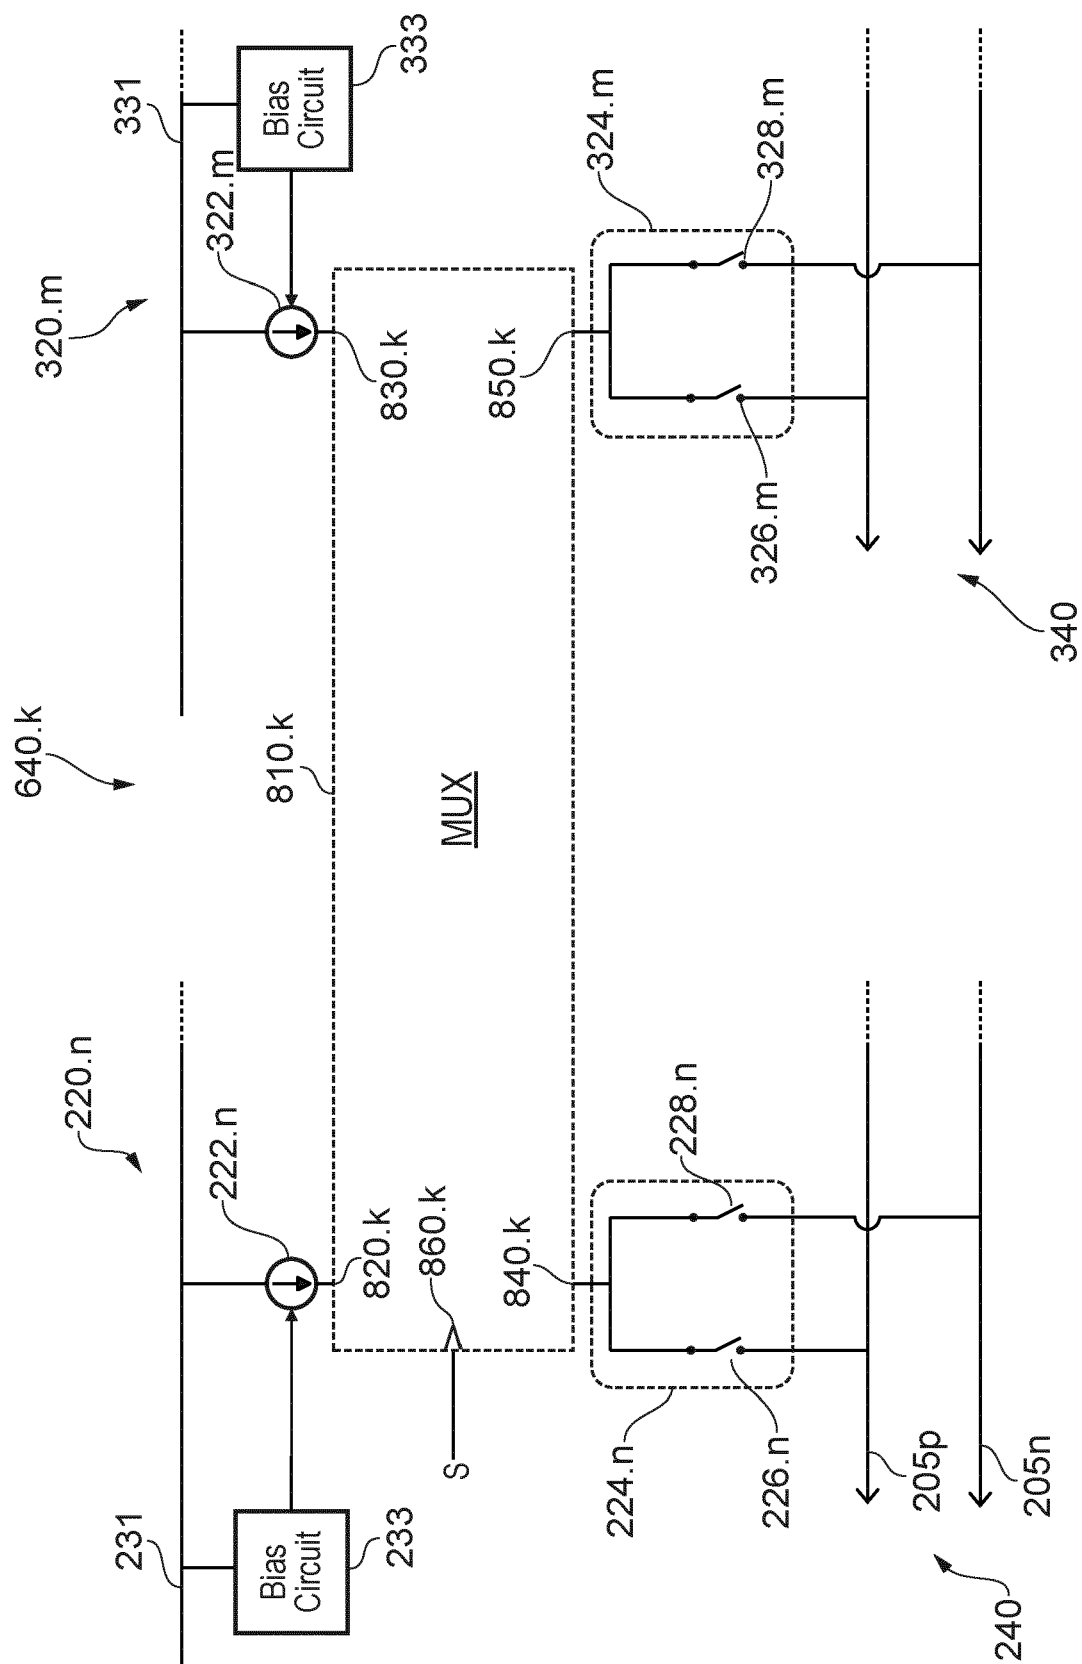 640.k
220.n
320.m
231
331
222.n
322.m
Bias
Circuit
Bias
Circuit
810.k
233
333
820.k
830.k
860.k
S
MUX
840.k
850.k
224.n
324.m
228.n
328.m
226.n
326.m
205p
205n
240
340